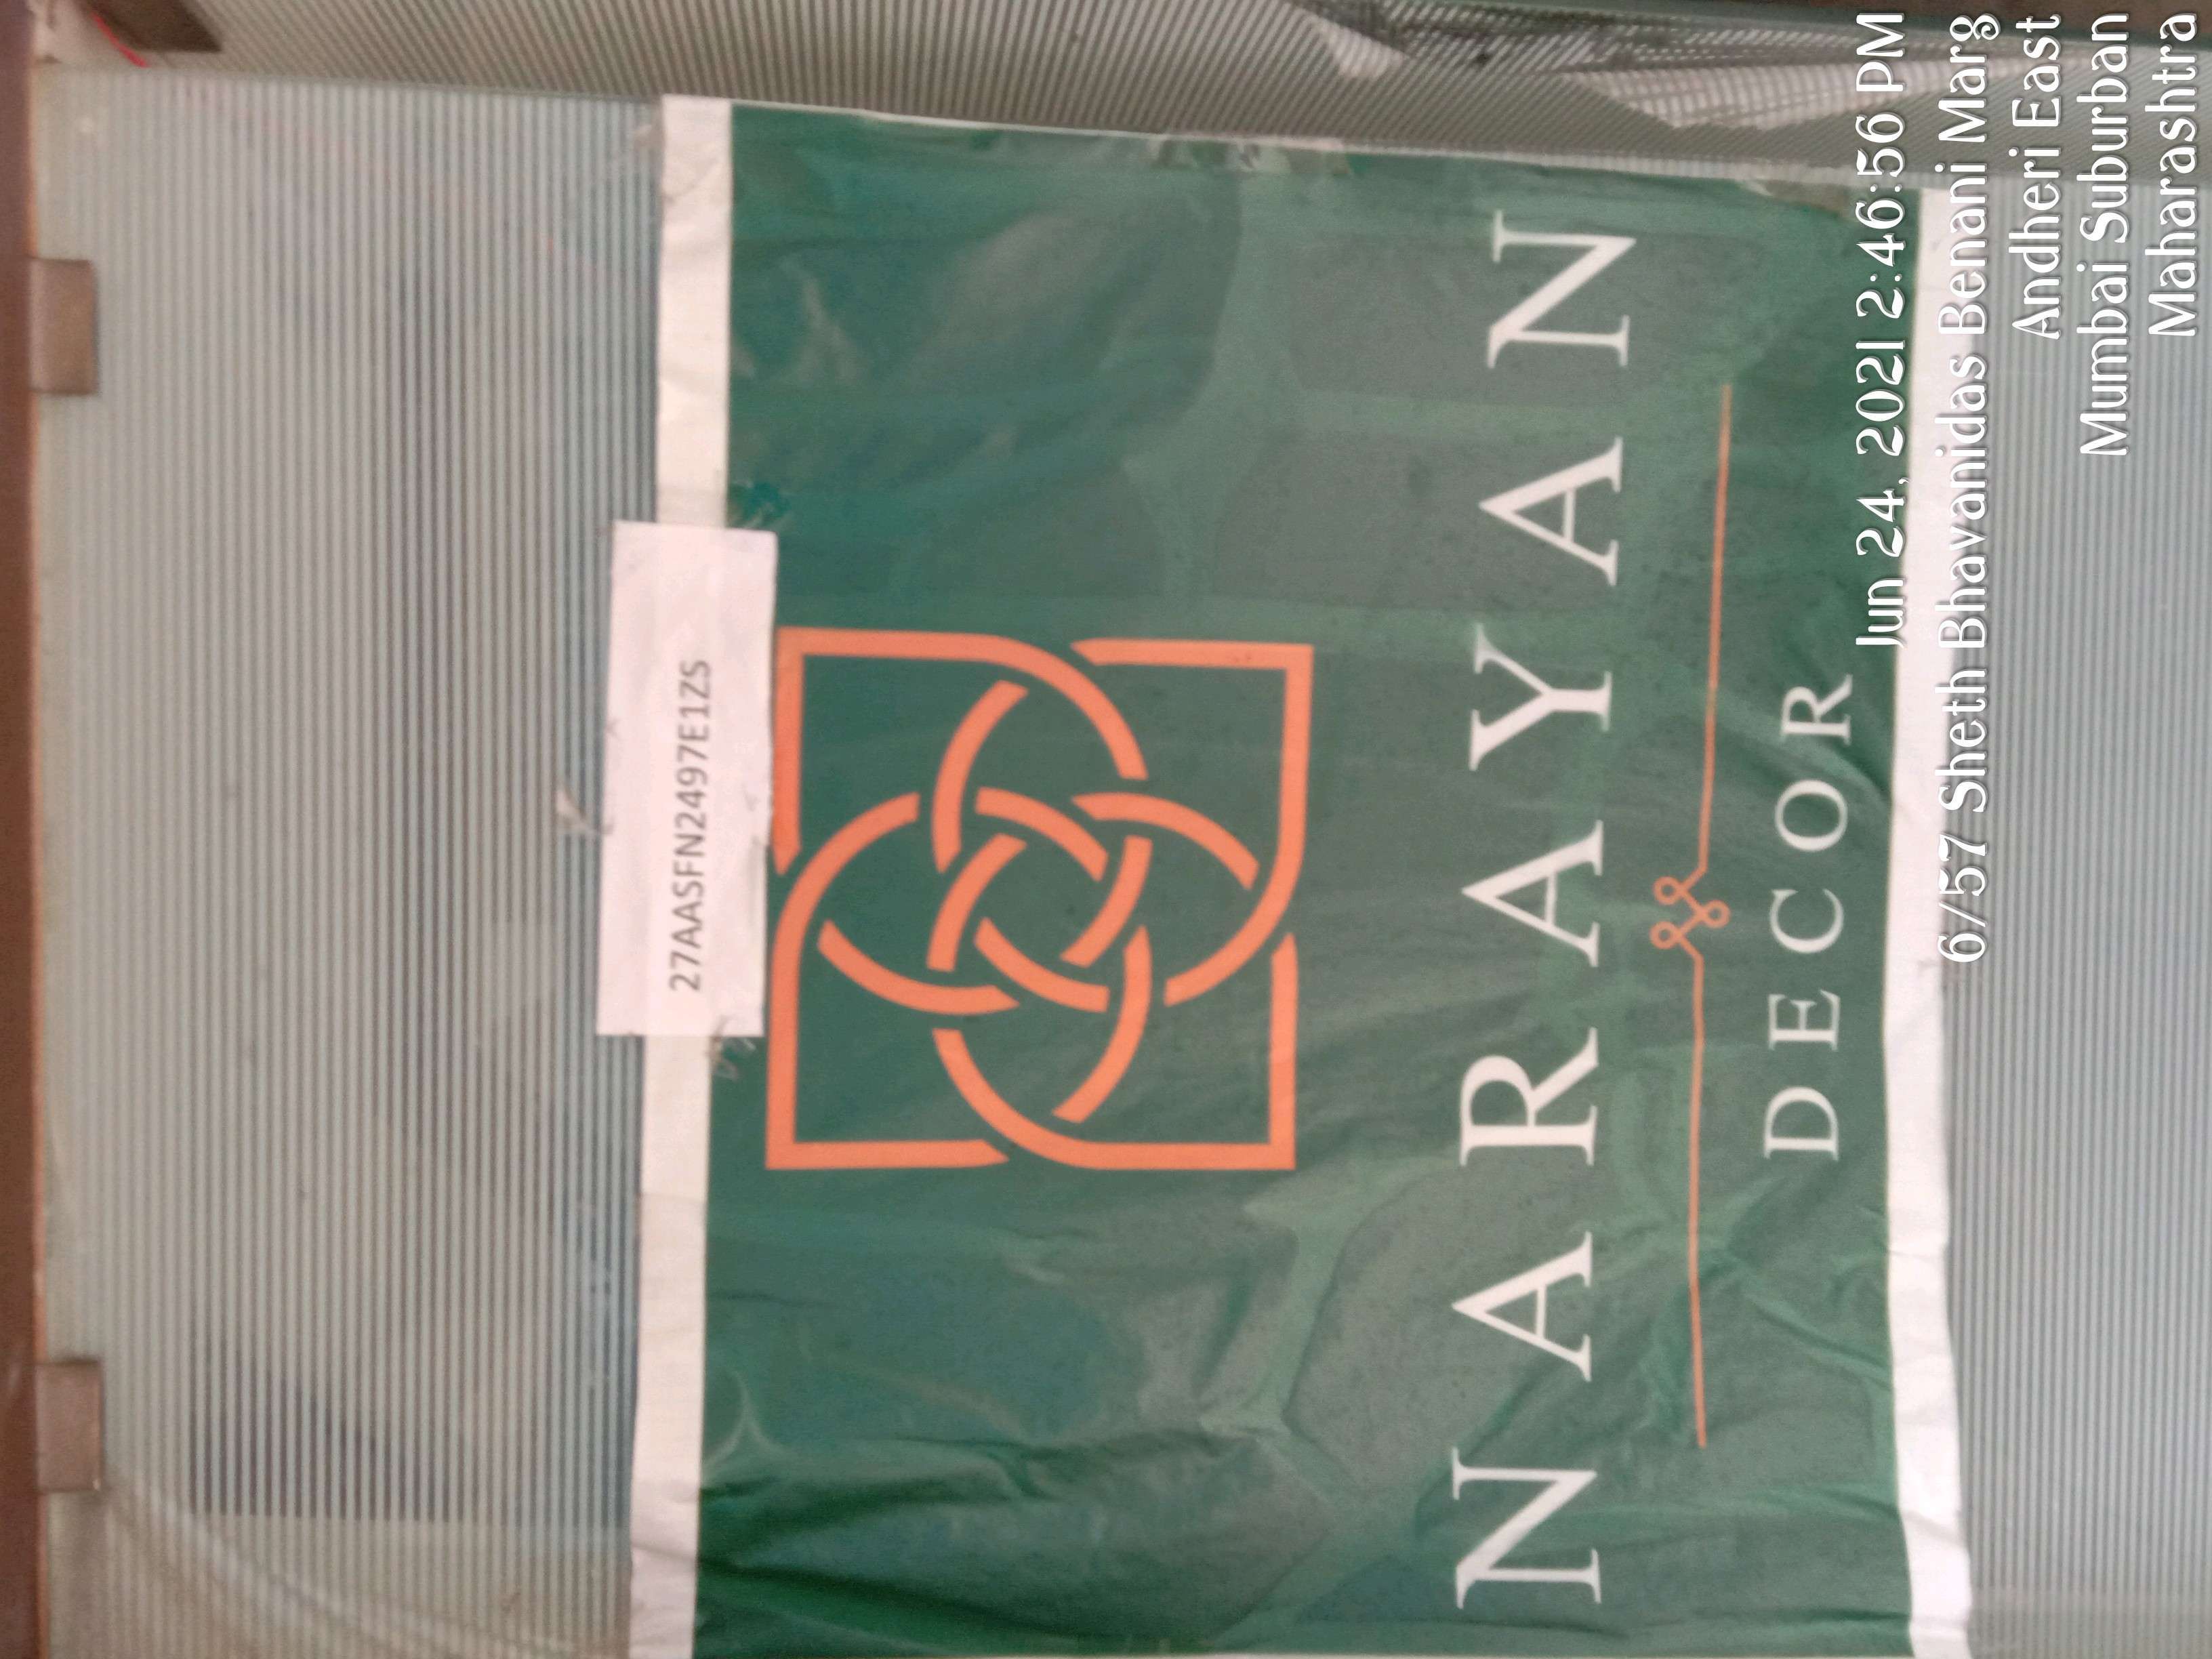 27AASFN2497E1ZS
NARAYAN
DECOR
Jun 24, 2021 2:46:56 PM
6/57 Sheth Bhavanidas Benani Marg
Andheri East
Mumbai Suburban
Maharashtra